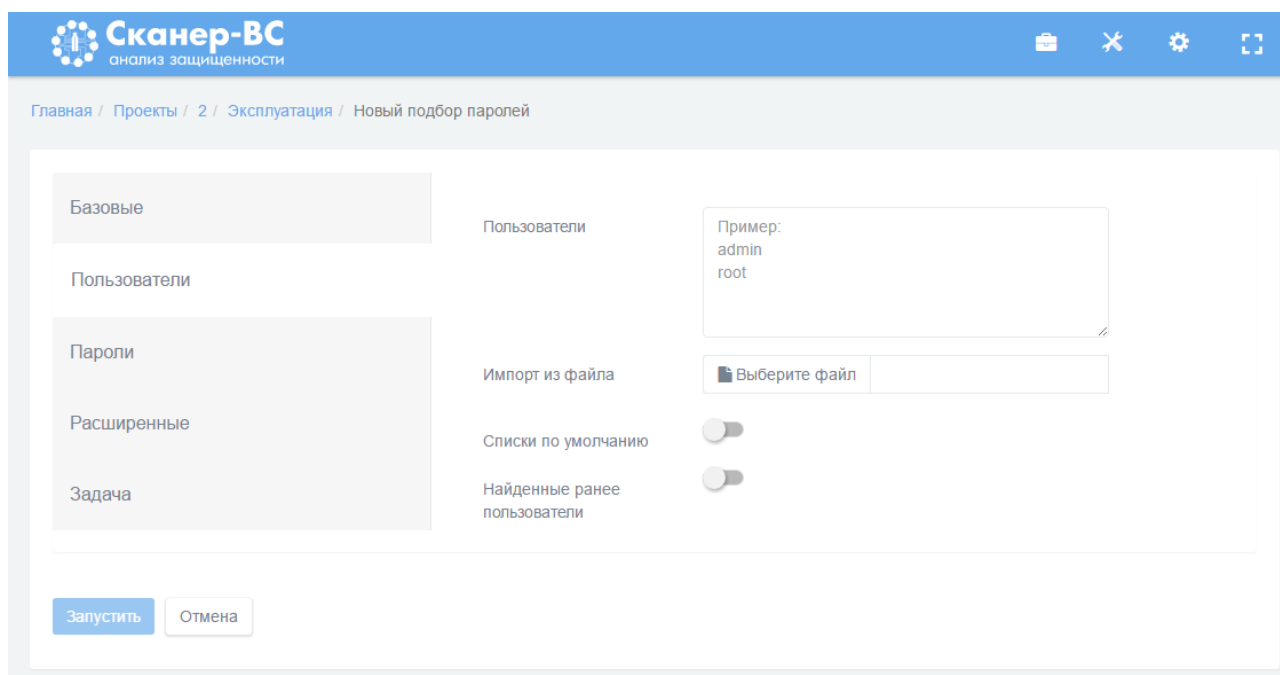 Сканер-ВС
анализ защищенности
Главная / Проекты / 2 / Эксплуатация / Новый подбор паролей
Базовые
Пользователи
Пароли
Расширенные
Задача
Пользователи
Пример:
admin
root
Импорт из файла
Выберите файл
Списки по умолчанию
Найденные ранее
пользователи
Запустить
Отмена